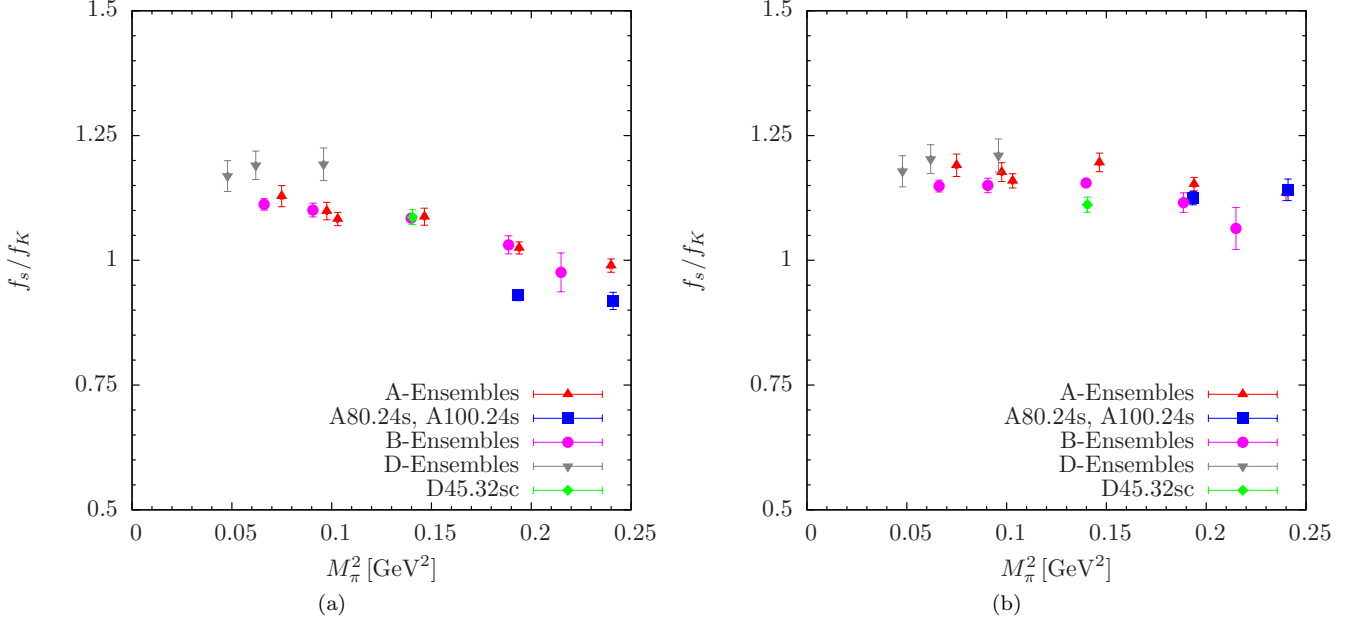 1.5
1.25
1
0.75
0.5
f_s/f_K
A-Ensembles
A80.24s, A100.24s
B-Ensembles
D-Ensembles
D45.32sc
0 0.05 0.1 0.15 0.2 0.25
M_π^2 [GeV^2]
(a)
1.5
1.25
1
0.75
0.5
f_s/f_K
A-Ensembles
A80.24s, A100.24s
B-Ensembles
D-Ensembles
D45.32sc
0 0.05 0.1 0.15 0.2 0.25
M_π^2 [GeV^2]
(b)